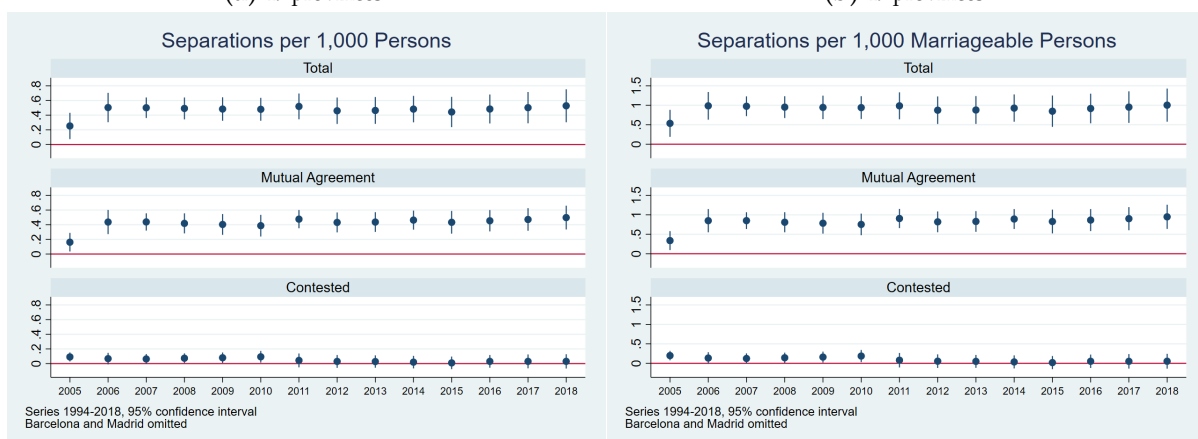 Separations per 1,000 Persons
Total
0 .2 .4 .6 .8
Mutual Agreement
0 .2 .4 .6 .8
Contested
0 .2 .4 .6 .8
2005 2006 2007 2008 2009 2010 2011 2012 2013 2014 2015 2016 2017 2018
Series 1994-2018, 95% confidence interval
Barcelona and Madrid omitted
Separations per 1,000 Marriageable Persons
Total
0 .5 1 1.5
Mutual Agreement
0 .5 1 1.5
Contested
0 .5 1 1.5
2005 2006 2007 2008 2009 2010 2011 2012 2013 2014 2015 2016 2017 2018
Series 1994-2018, 95% confidence interval
Barcelona and Madrid omitted